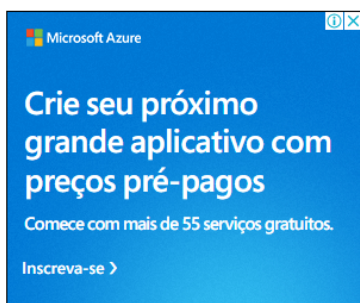 Microsoft Azure
Crie seu próximo
grande aplicativo com
preços pré-pagos
Comece com mais de 55 serviços gratuitos.
Inscreva-se